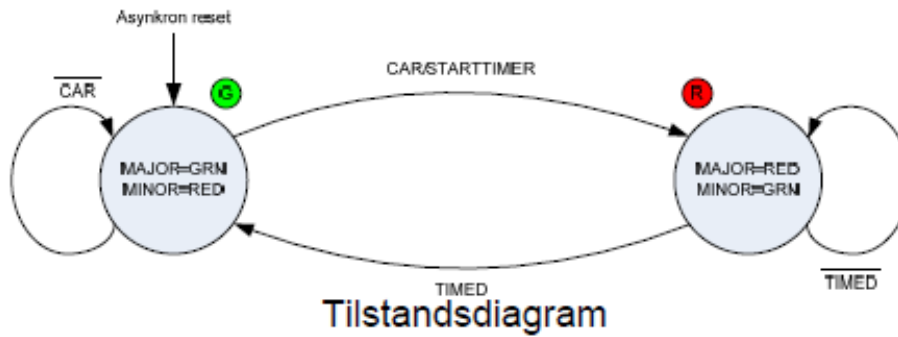 Asynkron reset
CAR
G
CAR/STARTTIMER
R
MAJOR=GRN
MINOR=RED
MAJOR=RED
MINOR=GRN
TIMED
TIMED
Tilstandsdiagram